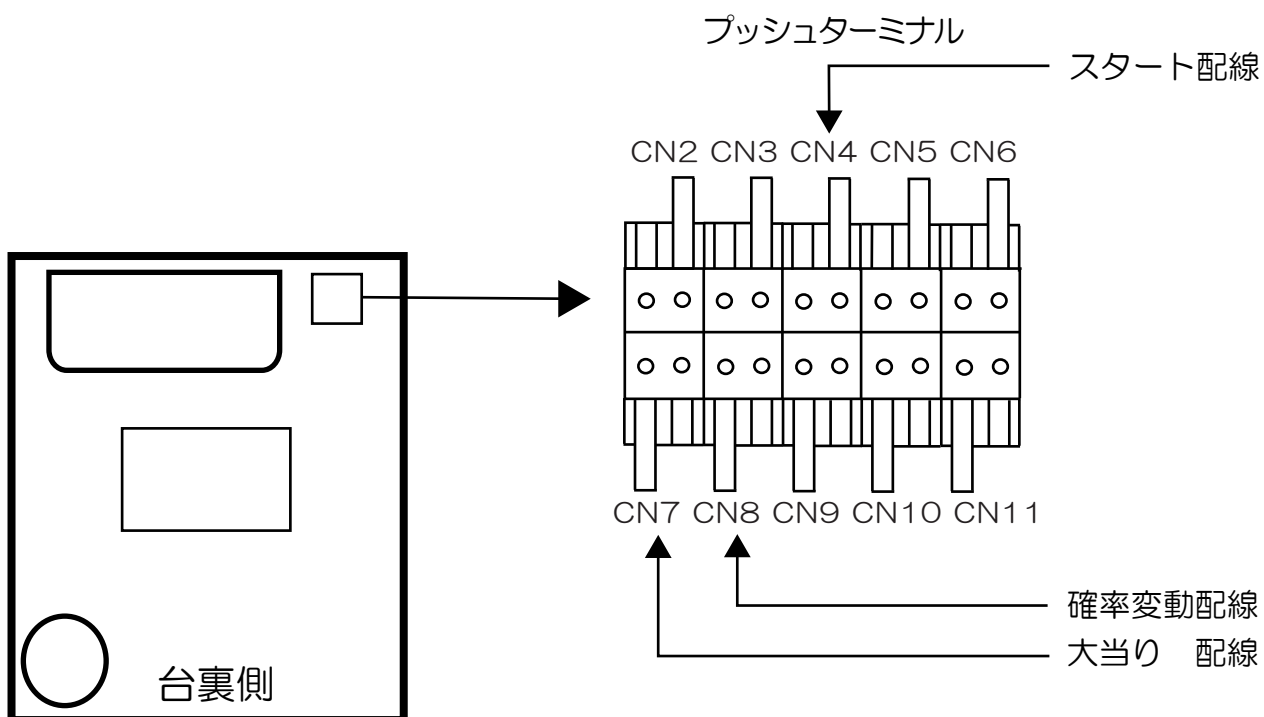 プッシュターミナル
スタート配線
CN2 CN3 CN4 CN5 CN6
CN7 CN8 CN9 CN10 CN11
確率変動配線
大当り　配線
台裏側